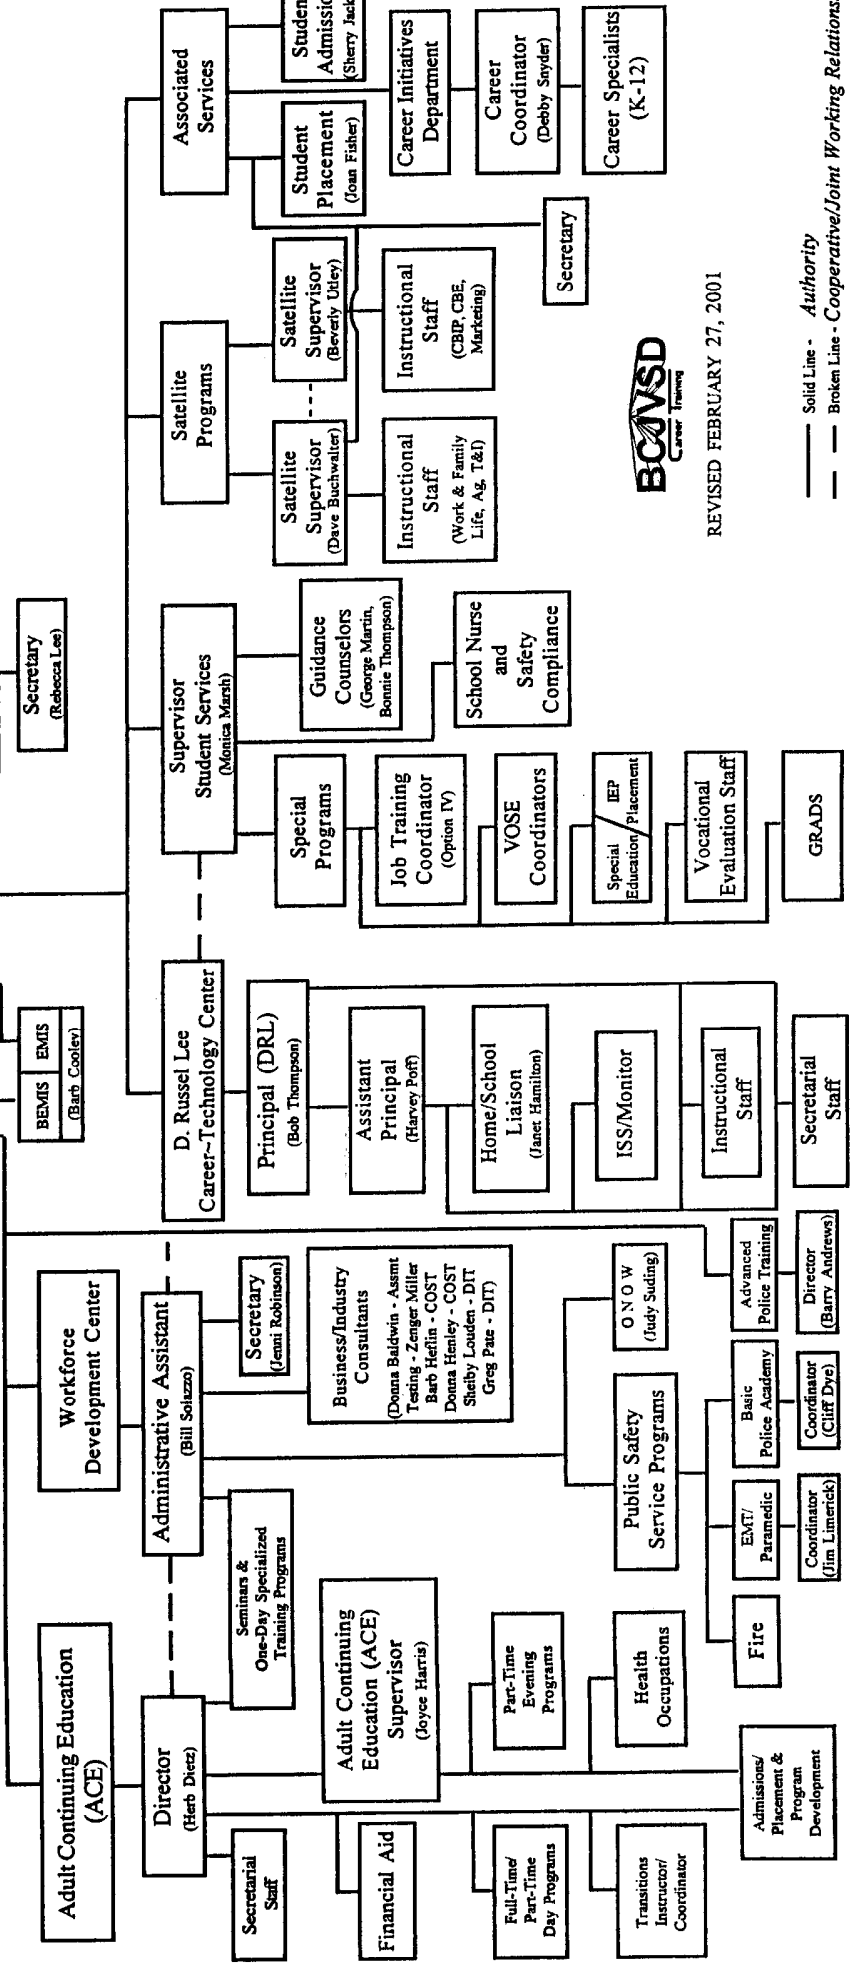 Adult Continuing Education
(ACE)
Director
(Herb Dietz)
Secretarial
Staff
Seminars &
One-Day Specialized
Training Programs
Financial Aid
Adult Continuing
Education (ACE)
Supervisor
(Joyce Harris)
Full-Time/
Part-Time
Day Programs
Part-Time
Evening
Programs
Transitions
Instructor/
Coordinator
Health
Occupations
Admissions/
Placement &
Program
Development
Workforce
Development Center
Administrative Assistant
(Bill Solazzo)
Secretary
(Jenni Robinson)
Business/Industry
Consultants
(Donna Baldwin - Assmt
Testing - Zenger Miller
Barb Heflin - COST
Donna Henley - COST
Shelby Louden - DIT
Greg Pate - DIT)
Public Safety
Service Programs
O N O W
(Judy Suding)
Fire
EMT/
Paramedic
Coordinator
(Jim Limerick)
Basic
Police Academy
Coordinator
(Cliff Dye)
Advanced
Police Training
Director
(Barry Andrews)
BEMIS EMIS
(Barb Cooley)
D. Russel Lee
Career~Technology Center
Principal (DRL)
(Bob Thompson)
Assistant
Principal
(Harvey Poff)
Home/School
Liaison
(Janet Hamilton)
ISS/Monitor
Instructional
Staff
Secretarial
Staff
Secretary
(Rebecca Lee)
Supervisor
Student Services
(Monica Marsh)
Special
Programs
Guidance
Counselors
(George Martin,
Bonnie Thompson)
Job Training
Coordinator
(Option IV)
School Nurse
and
Safety
Compliance
VOSE
Coordinators
Special IEP
Education/Placement
Vocational
Evaluation Staff
GRADS
Satellite
Programs
Satellite
Supervisor
(Dave Buchwalter)
Satellite
Supervisor
(Beverly Utley)
Instructional
Staff
(Work & Family
Life, Ag, T&I)
Instructional
Staff
(CBIP, CBE,
Marketing)
Secretary
Associated
Services
Student
Placement
(Joan Fisher)
Studen
Admissio
(Sherry Jack
Career Initiatives
Department
Career
Coordinator
(Debby Snyder)
Career Specialists
(K-12)
BCJVSD
Career Training
REVISED FEBRUARY 27, 2001
Solid Line - Authority
Broken Line - Cooperative/Joint Working Relations